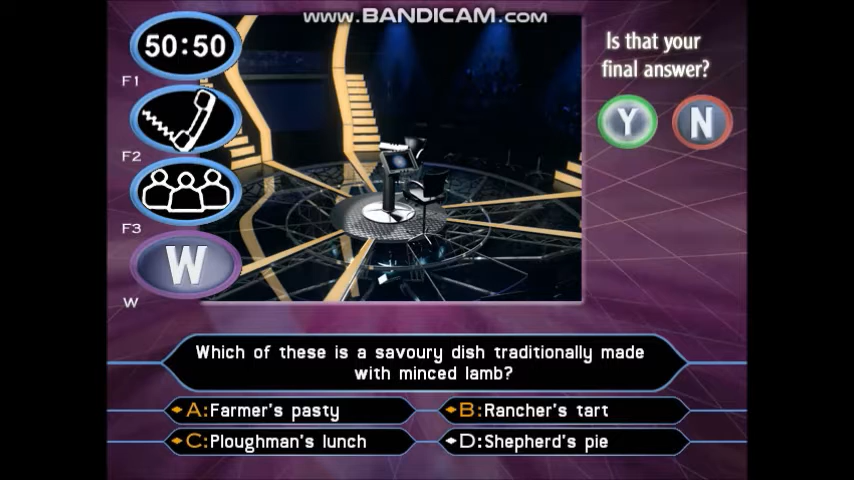 www.BANDICAM.com
50:50
F1
F2
F3
W
W
Is that your
final answer?
Y N
Which of these is a savoury dish traditionally made
with minced lamb?
A:Farmer's pasty
B:Rancher's tart
C:Ploughman's lunch
D:Shepherd's pie